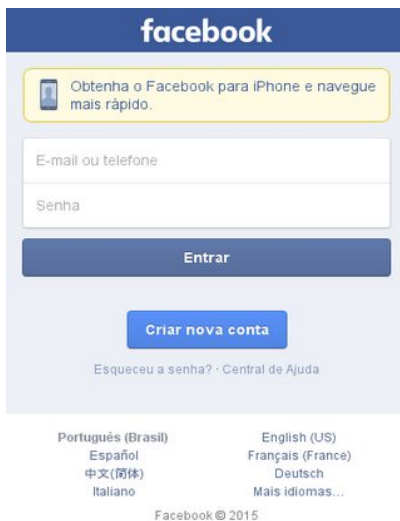 facebook
Obtenha o Facebook para iPhone e navegue
mais rápido.
E-mail ou telefone
Senha
Entrar
Criar nova conta
Esqueceu a senha? · Central de Ajuda
Português (Brasil) English (US)
Español Français (France)
中文(简体) Deutsch
Italiano Mais idiomas...
Facebook © 2015